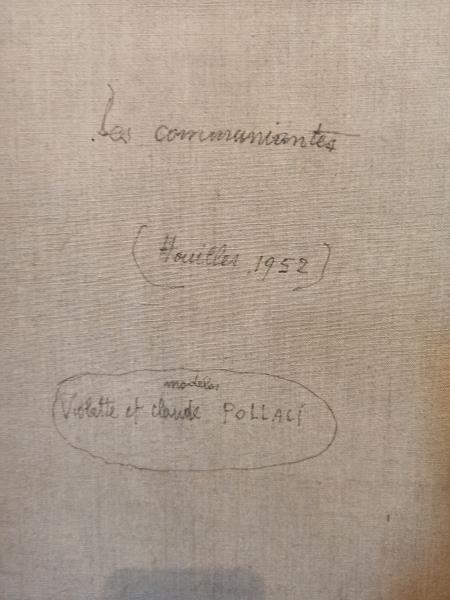 Les communiantes
(Houilles 1952)
modèles
Violette et claude POLLACI